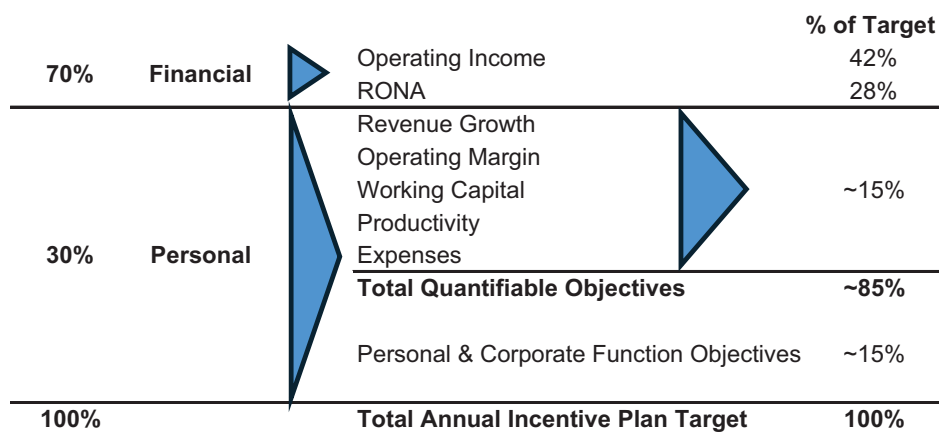 % of Target
70% Financial Operating Income 42%
RONA 28%
Revenue Growth
Operating Margin
Working Capital ~15%
Productivity
30% Personal Expenses
Total Quantifiable Objectives ~85%
Personal & Corporate Function Objectives ~15%
100% Total Annual Incentive Plan Target 100%